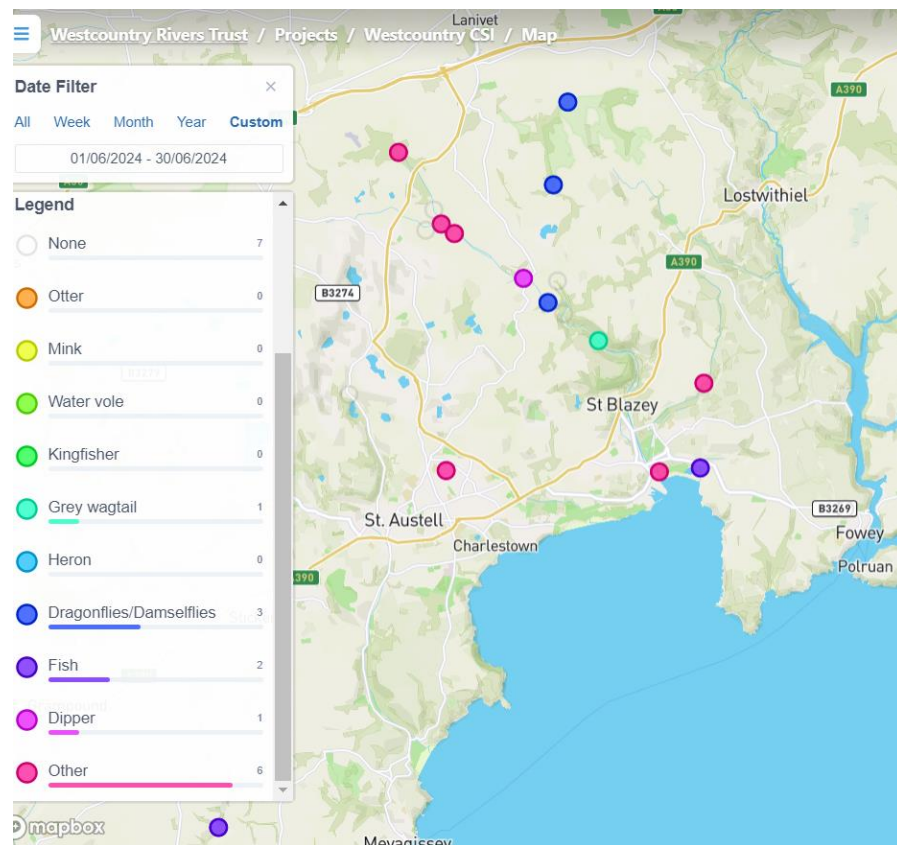 Lanivet
Westcountry Rivers Trust / Projects / Westcountry CSI / Map
Date Filter ×
All Week Month Year Custom
01/06/2024 - 30/06/2024
Legend
None 7
Otter 0
Mink 0
Water vole 0
Kingfisher 0
Grey wagtail 1
Heron 0
Dragonflies/Damselflies 3
Fish 2
Dipper 1
Other 6
mapbox
A390
Lostwithiel
A390
B3274
St Blazey
B3269
St. Austell
Fowey
Charlestown
Polruan
390
Mevagissey